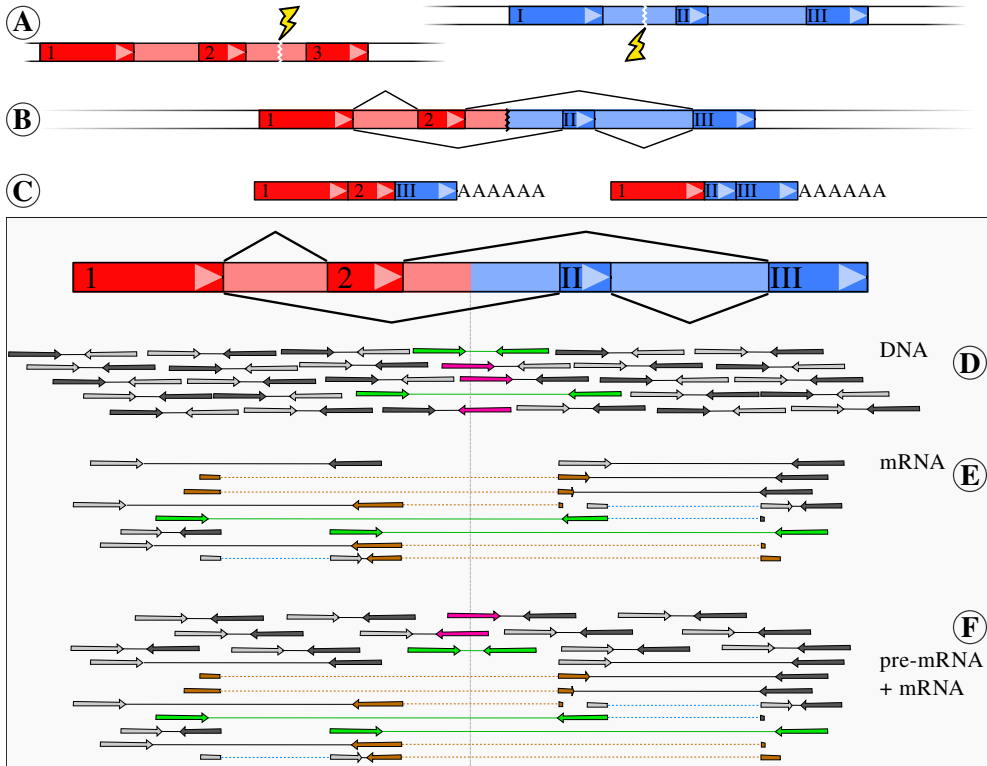 A
I II III
1 2 3
B
1 2 II III
C
1 2 III AAAAAA 1 II III AAAAAA
1 2 II III
DNA
D
mRNA
E
F
pre-mRNA
+ mRNA